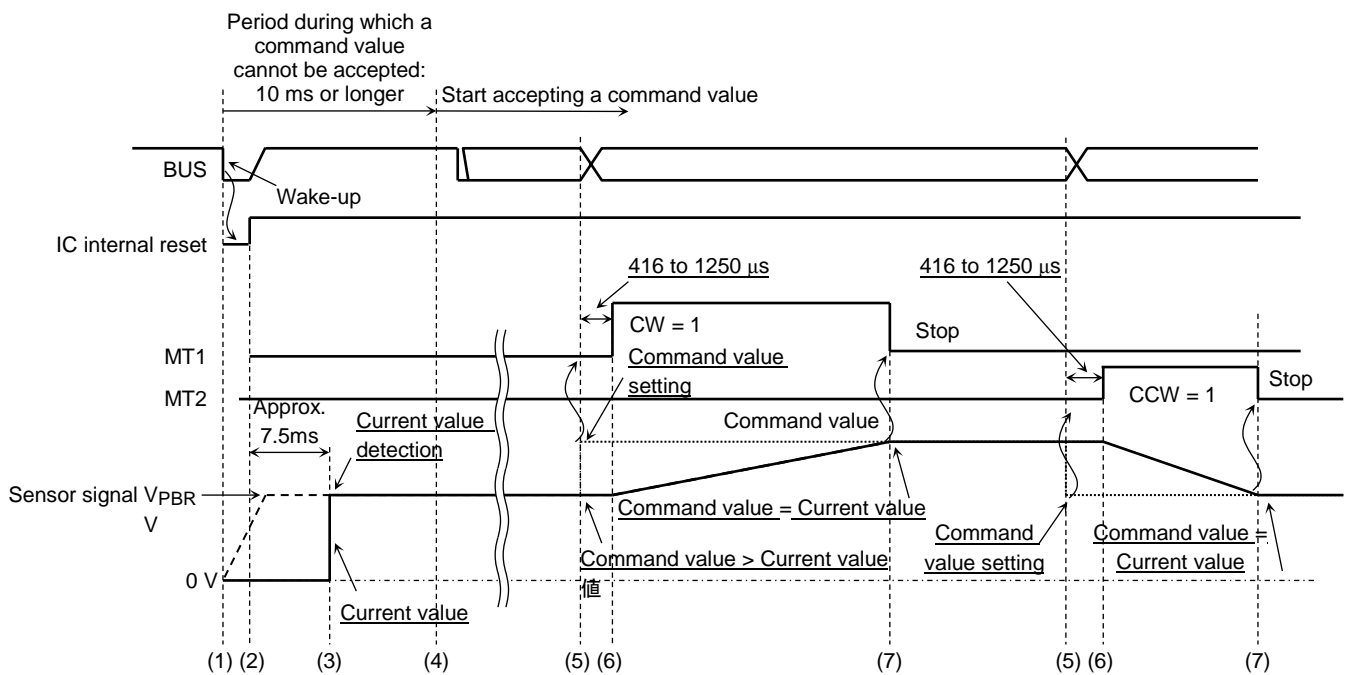 Period during which a
command value
cannot be accepted:
10 ms or longer
Start accepting a command value
BUS
Wake-up
IC internal reset
416 to 1250 μs
416 to 1250 μs
CW = 1
Stop
MT1
Command value
setting
MT2
CCW = 1
Stop
Approx.
7.5ms
Current value
detection
Command value
Sensor signal VPBR
V
Command value = Current value
Command
value setting
Command value =
Current value
Command value > Current value
値
0 V
Current value
(1) (2) (3) (4) (5) (6) (7) (5) (6) (7)